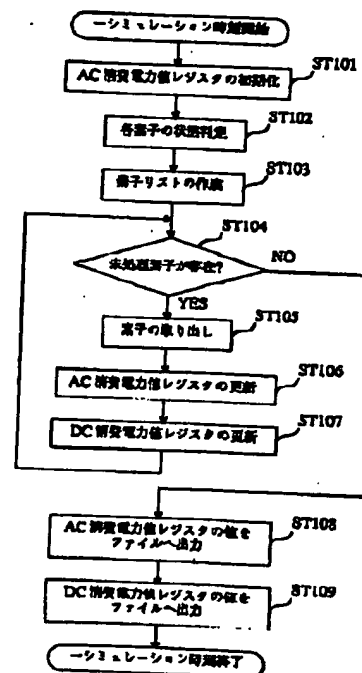 一シミュレーション時刻開始
ST101
AC消費電力値レジスタの初期化
ST102
各素子の状態判定
ST103
素子リストの作成
ST104
未処理素子が存在?
NO
YES
ST105
素子の取り出し
ST106
AC消費電力値レジスタの更新
ST107
DC消費電力値レジスタの更新
ST108
AC消費電力値レジスタの値を
ファイルへ出力
ST109
DC消費電力値レジスタの値を
ファイルへ出力
一シミュレーション時刻終了